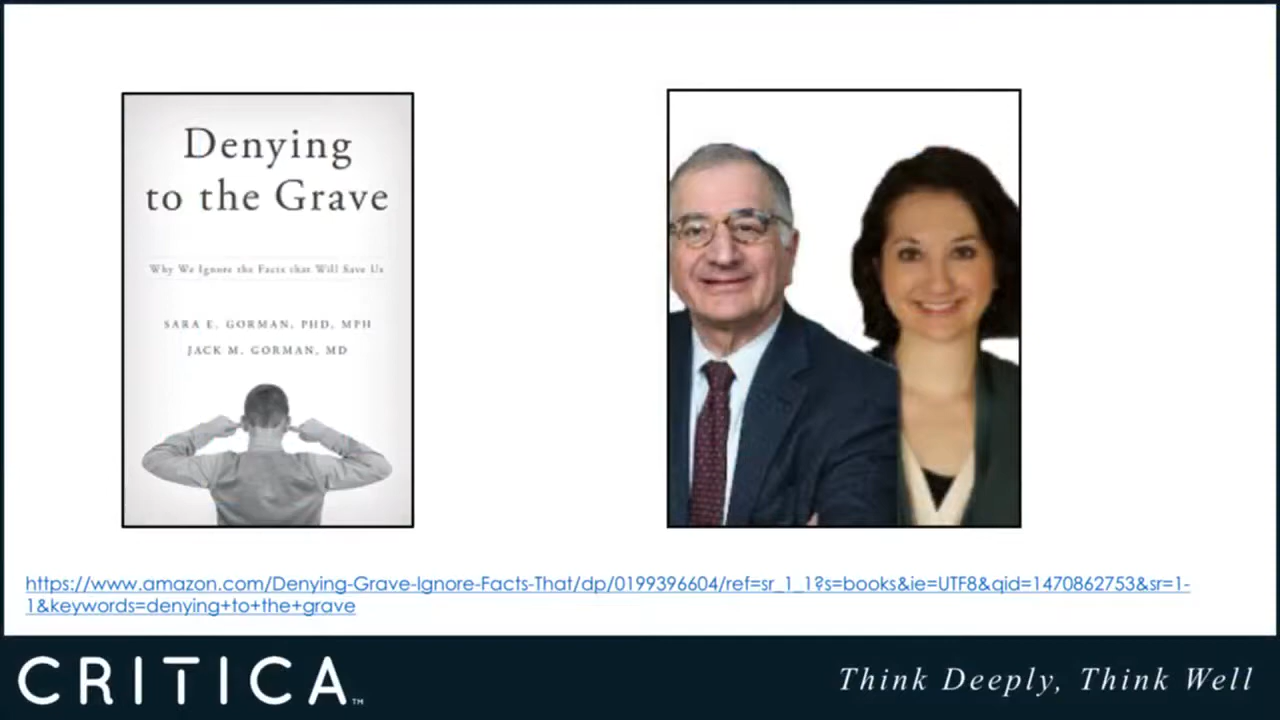 Denying
to the Grave
Why We Ignore the Facts that Will Save Us
SARA E. GORMAN, PHD, MPH
JACK M. GORMAN, MD
https://www.amazon.com/Denying-Grave-Ignore-Facts-That/dp/0199396604/ref=sr_1_1?s=books&ie=UTF8&qid=1470862753&sr=1-
1&keywords=denying+to+the+grave
CRITICA™
Think Deeply, Think Well